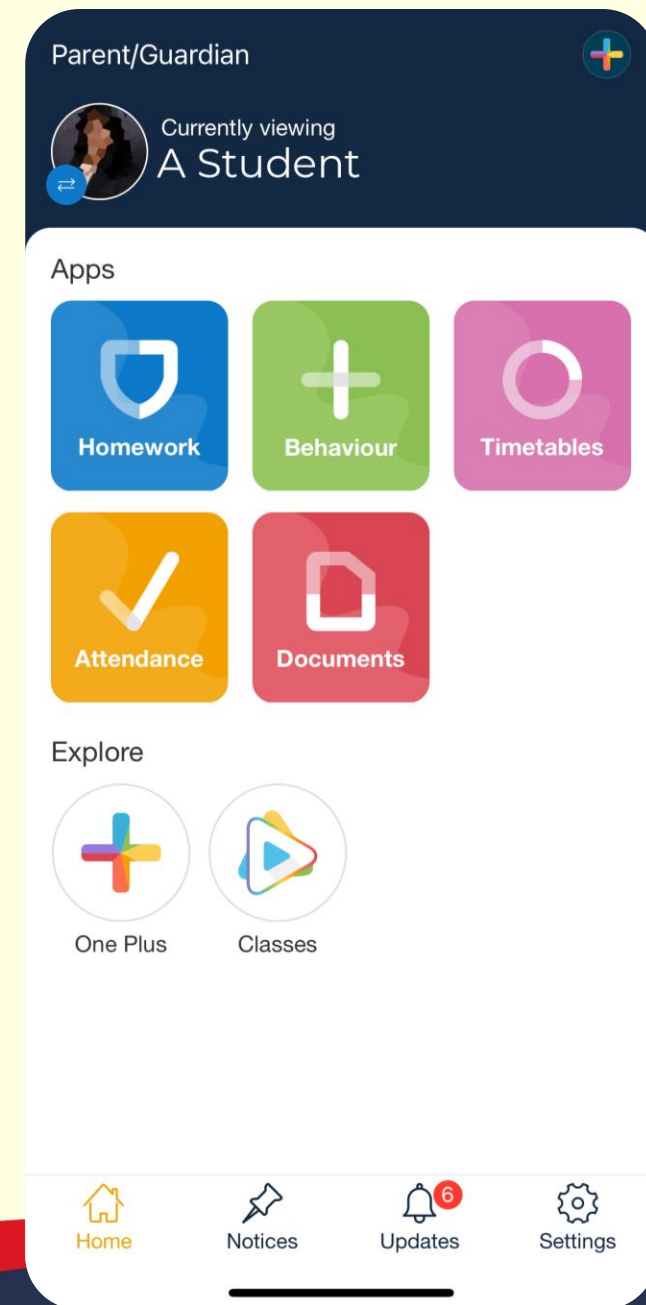 Parent/Guardian
Currently viewing
A Student
Apps
Homework
Behaviour
Timetables
Attendance
Documents
Explore
One Plus
Classes
6
Home
Notices
Updates
Settings